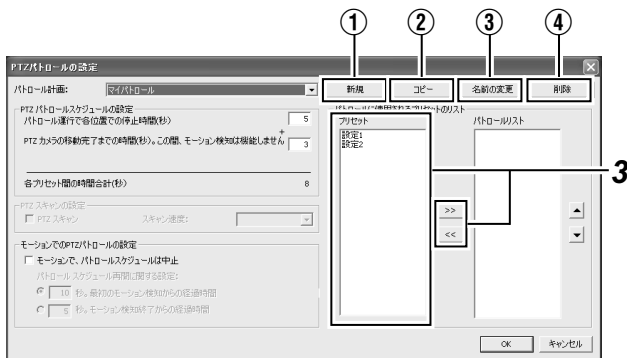 ① ② ③ ④
PTZパトロールの設定
パトロール計画: マイパトロール 新規 コピー 名前の変更 削除
PTZ パトロールスケジュールの設定 パトロールに使用されるプリセットのリスト
パトロール運行で各位置での停止時間(秒) 5 プリセット パトロールリスト
+
PTZ カメラの移動完了までの時間(秒)。この間、モーション検知は機能しません 3
設定1
設定2
各プリセット間の時間合計(秒) 8
3
PTZ スキャンの設定
PTZ スキャン スキャン速度:
>>
<<
モーションでのPTZパトロールの設定
モーションで、パトロールスケジュールは中止
パトロール スケジュール再開に関する設定:
10 秒。最初のモーション検知からの経過時間
5 秒。モーション検知終了からの経過時間
OK キャンセル